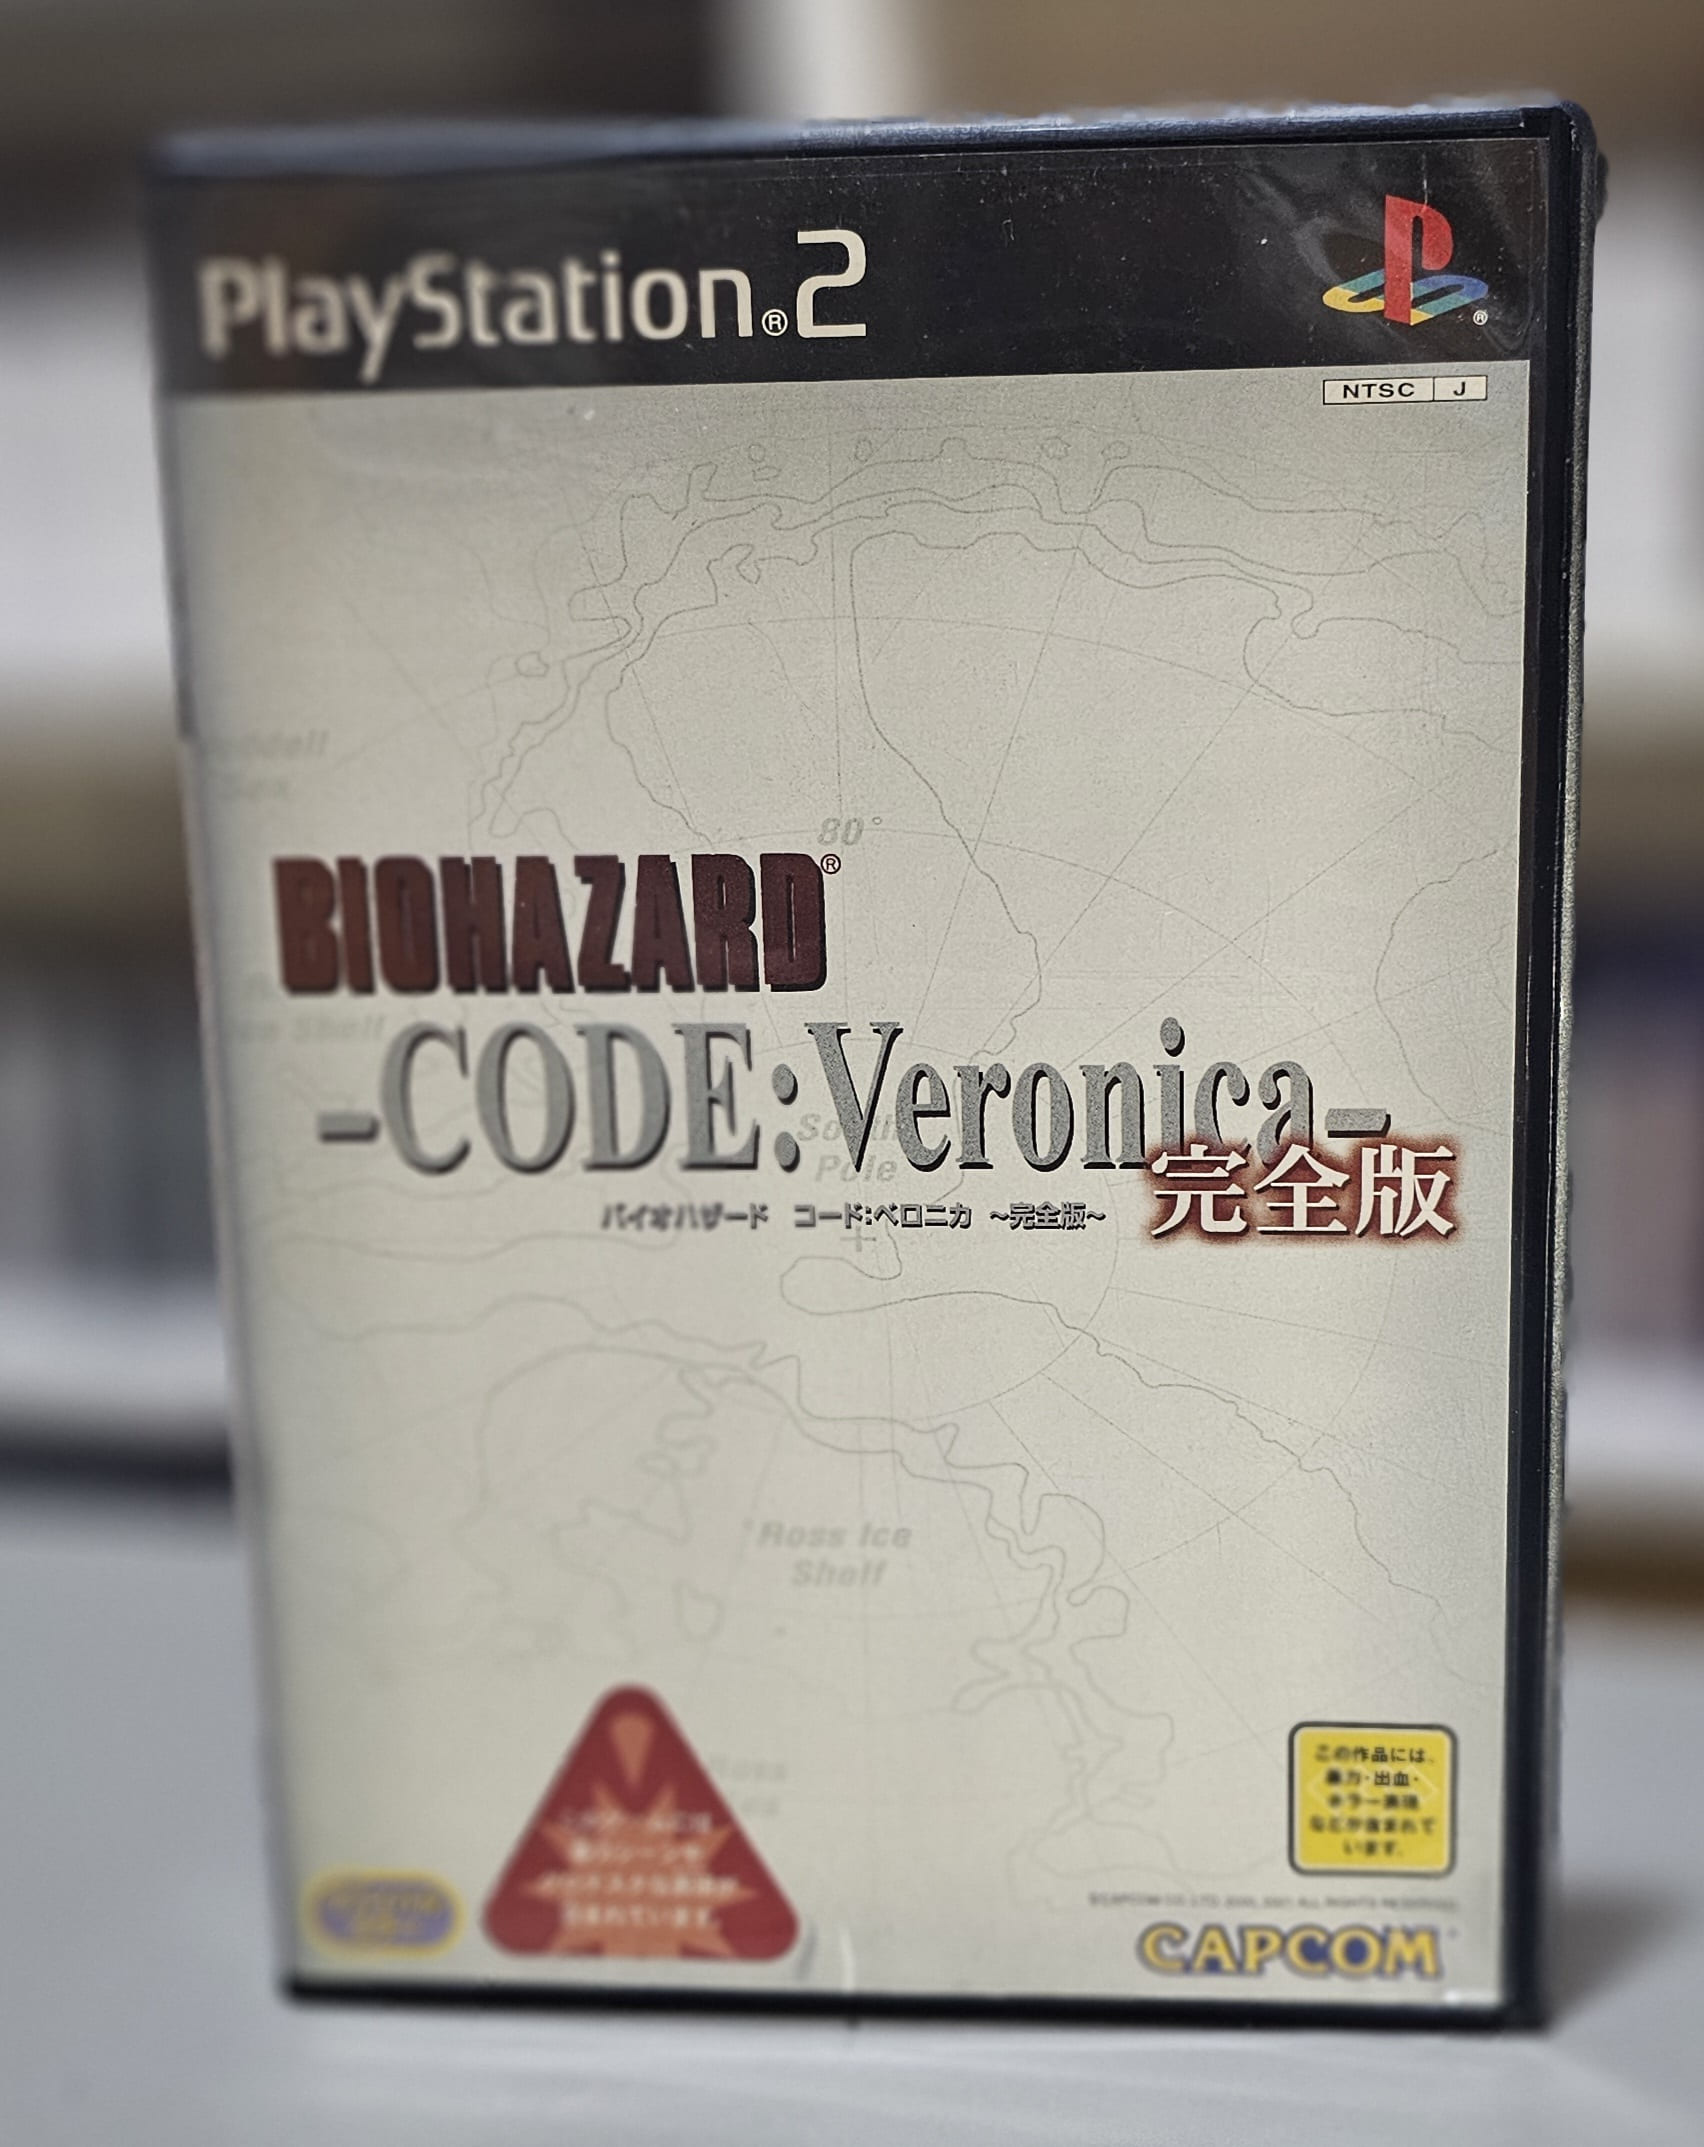 PlayStation®2
NTSC J
80°
BIOHAZARD®
-CODE:Veronica-
South
Pole
完全版
バイオハザード コード:ベロニカ ~完全版~
Ross Ice
Shelf
この作品には、
暴力・出血・
ホラー表現
などが含まれて
います。
CAPCOM